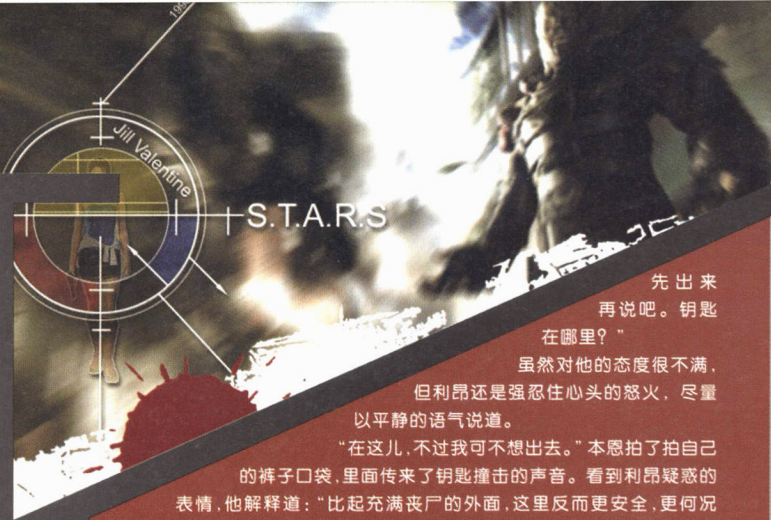 199
Jill Valentine
S.T.A.R.S
先出来
再说吧。钥匙
在哪里？”
虽然对他的态度很不满，
但利昂还是强忍住心头的怒火，尽量
以平静的语气说道。
“在这儿，不过我可不想出去。”本恩拍了拍自己
的裤子口袋，里面传来了钥匙撞击的声音。看到利昂疑惑的
表情，他解释道：“比起充满丧尸的外面，这里反而更安全，更何况